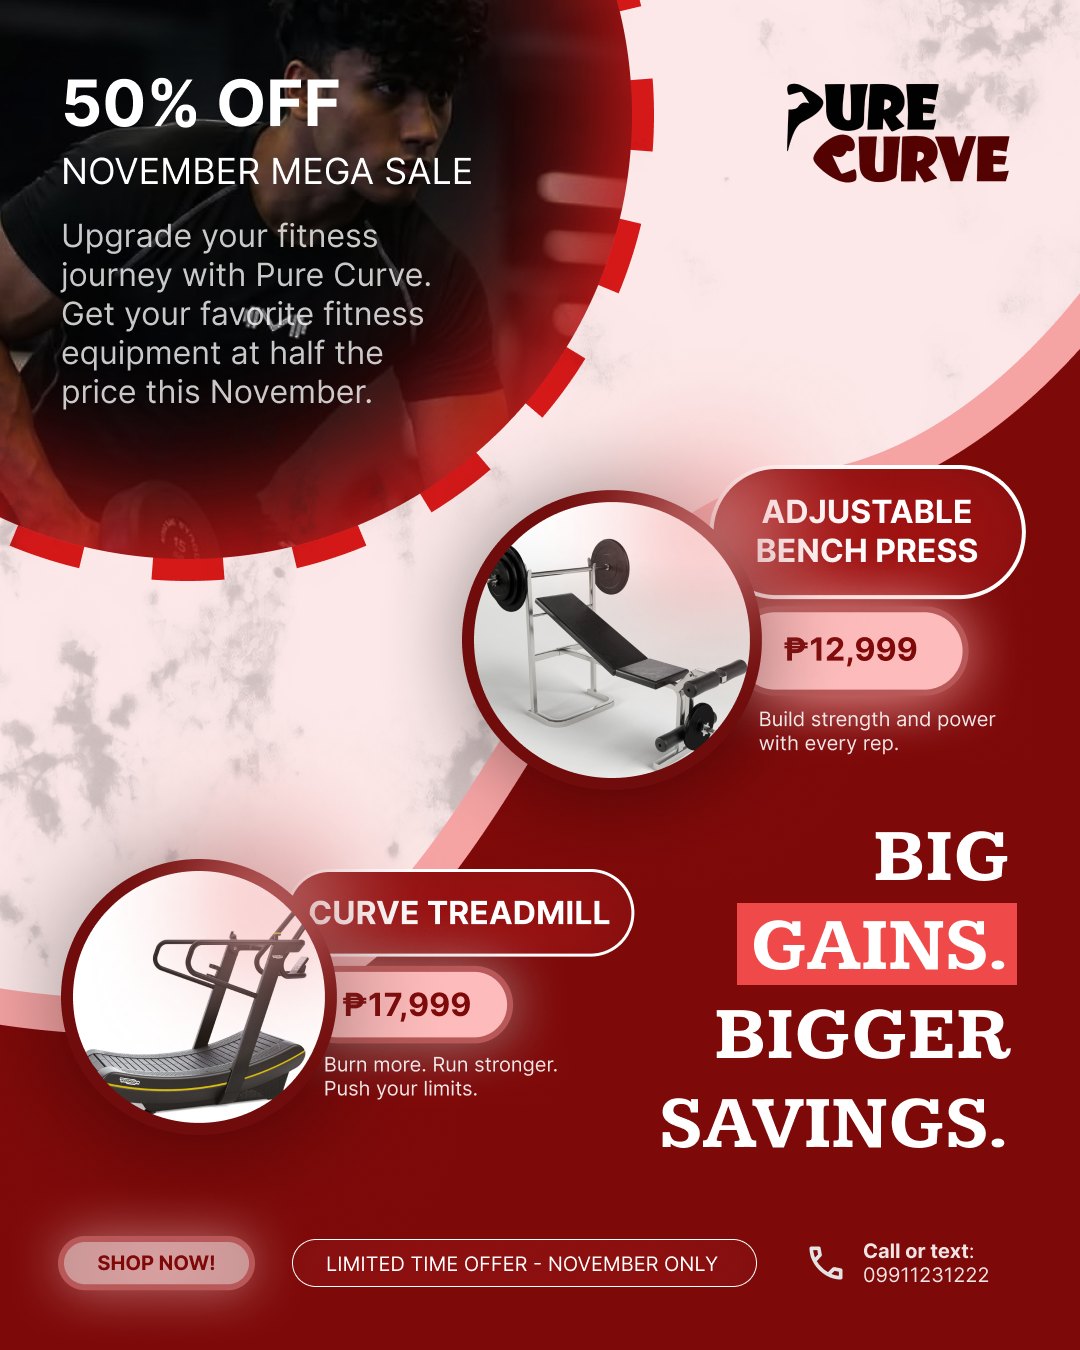 50% OFF
NOVEMBER MEGA SALE
Upgrade your fitness
journey with Pure Curve.
Get your favorite fitness
equipment at half the
price this November.
PURE
CURVE
ADJUSTABLE
BENCH PRESS
₱12,999
Build strength and power
with every rep.
CURVE TREADMILL
₱17,999
Burn more. Run stronger.
Push your limits.
BIG
GAINS.
BIGGER
SAVINGS.
SHOP NOW!
LIMITED TIME OFFER - NOVEMBER ONLY
Call or text:
09911231222